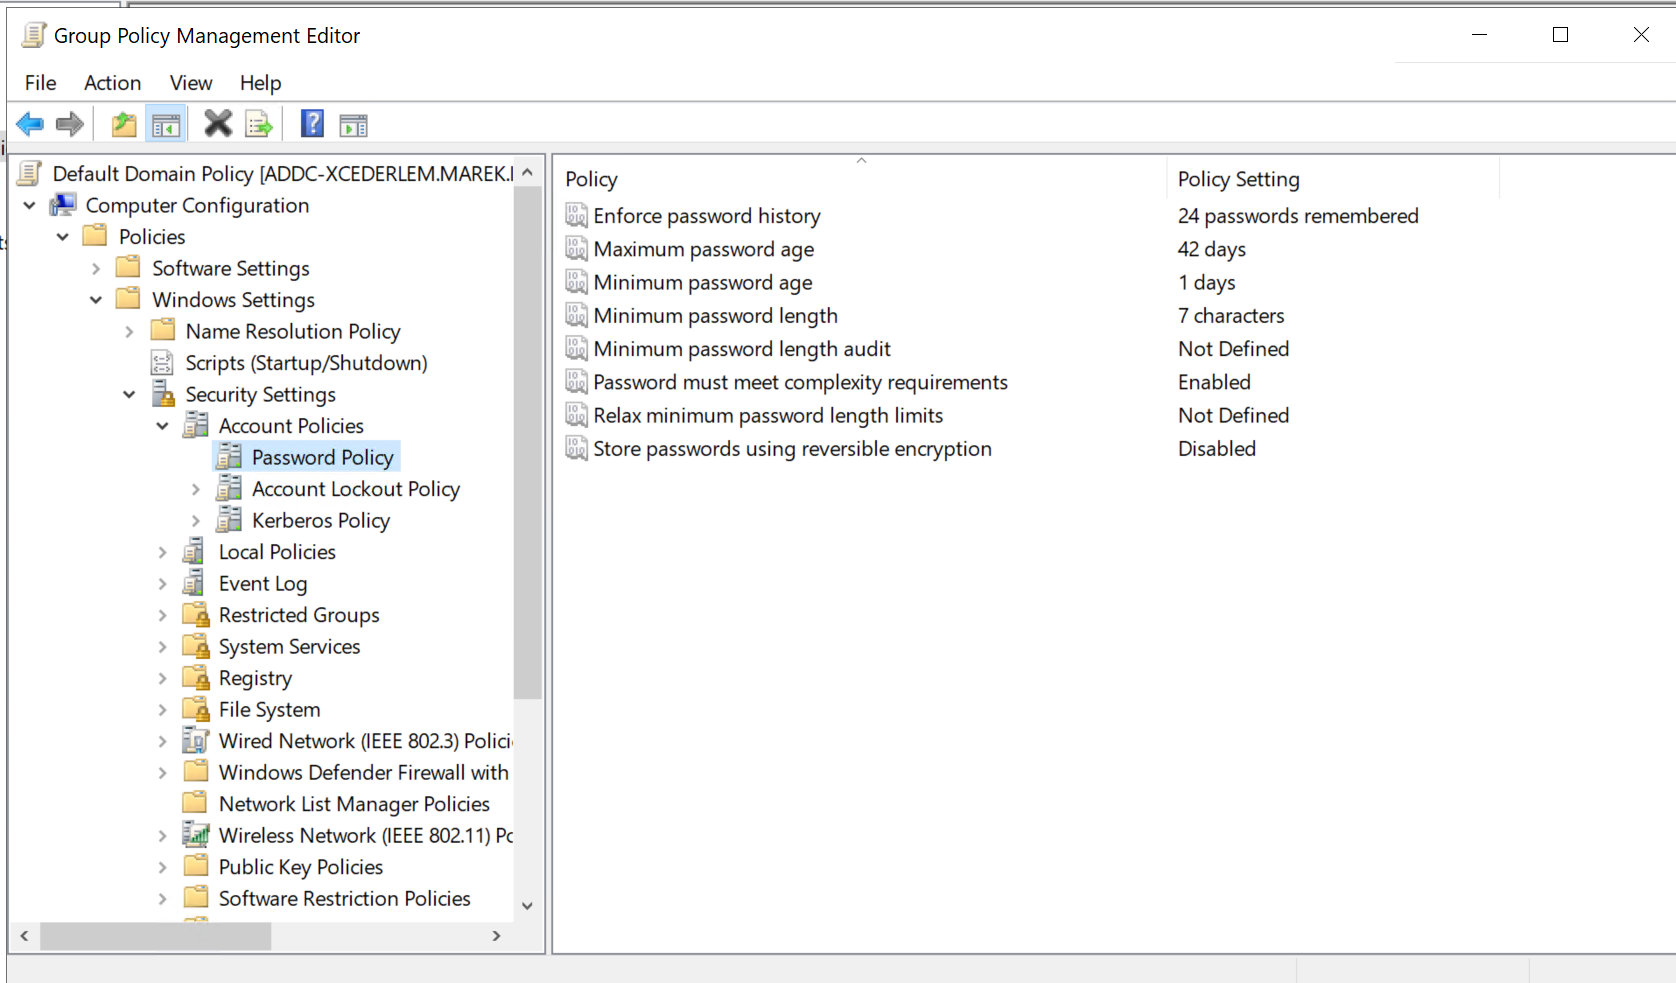 Group Policy Management Editor
File Action View Help
Default Domain Policy [ADDC-XCEDERLEM.MAREK.
Computer Configuration
Policies
Software Settings
Windows Settings
Name Resolution Policy
Scripts (Startup/Shutdown)
Security Settings
Account Policies
Password Policy
Account Lockout Policy
Kerberos Policy
Local Policies
Event Log
Restricted Groups
System Services
Registry
File System
Wired Network (IEEE 802.3) Polici
Windows Defender Firewall with
Network List Manager Policies
Wireless Network (IEEE 802.11) Po
Public Key Policies
Software Restriction Policies
Policy Policy Setting
Enforce password history 24 passwords remembered
Maximum password age 42 days
Minimum password age 1 days
Minimum password length 7 characters
Minimum password length audit Not Defined
Password must meet complexity requirements Enabled
Relax minimum password length limits Not Defined
Store passwords using reversible encryption Disabled